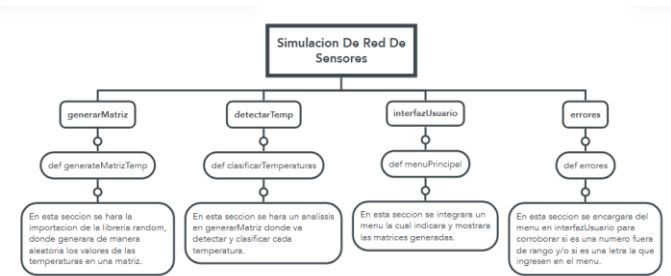 Simulacion De Red De
Sensores
generarMatriz
detectarTemp
interfazUsuario
errores
def generateMatrizTemp
def clasificarTemperaturas
def menuPrincipal
def errores
En esta seccion se hara la
importacion de la libreria random,
donde generara de manera
aleatoria los valores de las
temperaturas en una matriz.
En esta seccion se hara un analissis
en generarMatriz donde va
detectar y clasificar cada
temperatura.
En esta seccion se integrara un
menu la cual indicara y mostrara
las matrices generadas.
En esta seccion se encargara del
menu en interfazUsuario para
corroborar si es una numero fuera
de rango y/o si es una letra la que
ingresen en el menu.